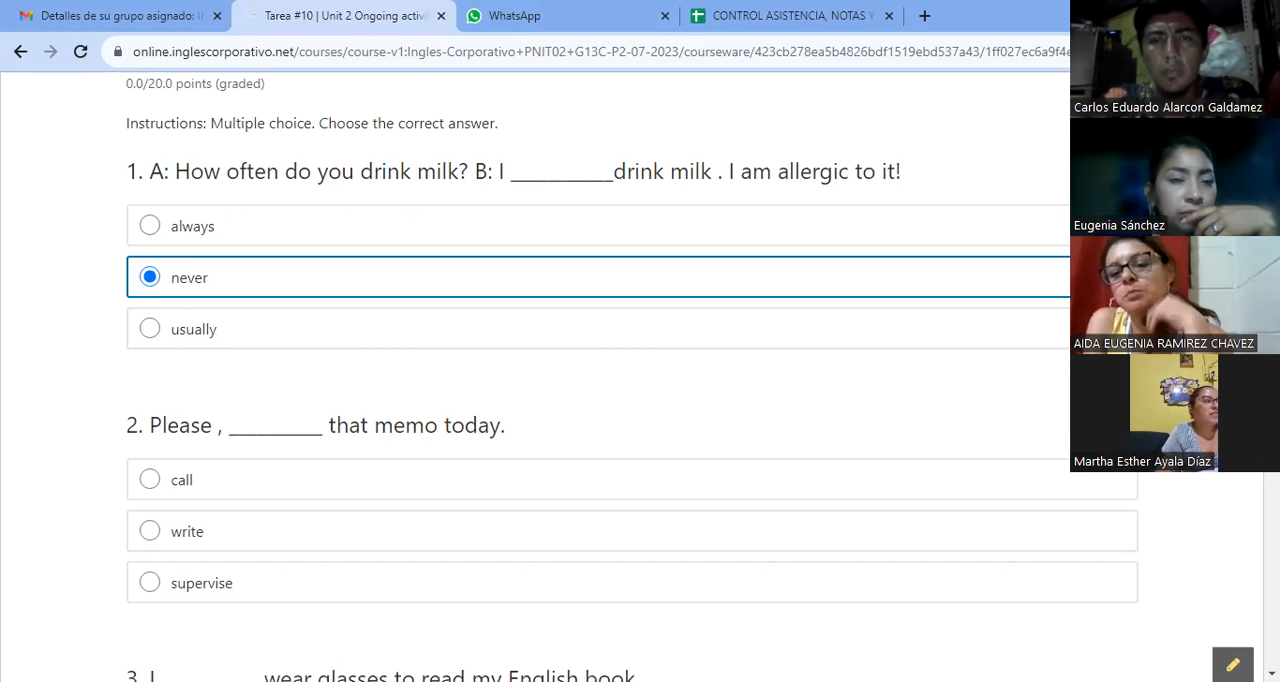 Detalles de su grupo asignado: I
Tarea #10 | Unit 2 Ongoing activi
WhatsApp
CONTROL ASISTENCIA, NOTAS Y
online.inglescorporativo.net/courses/course-v1:Ingles-Corporativo+PNIT02+G13C-P2-07-2023/courseware/423cb278ea5b4826bdf1519ebd537a43/1ff027ec6a9f4e
0.0/20.0 points (graded)
Instructions: Multiple choice. Choose the correct answer.
1. A: How often do you drink milk? B: I __________drink milk . I am allergic to it!
always
never
usually
2. Please , _________ that memo today.
call
write
supervise
3. I __________ wear glasses to read my English book
Carlos Eduardo Alarcon Galdamez
Eugenia Sánchez
AIDA EUGENIA RAMIREZ CHAVEZ
Martha Esther Ayala Díaz